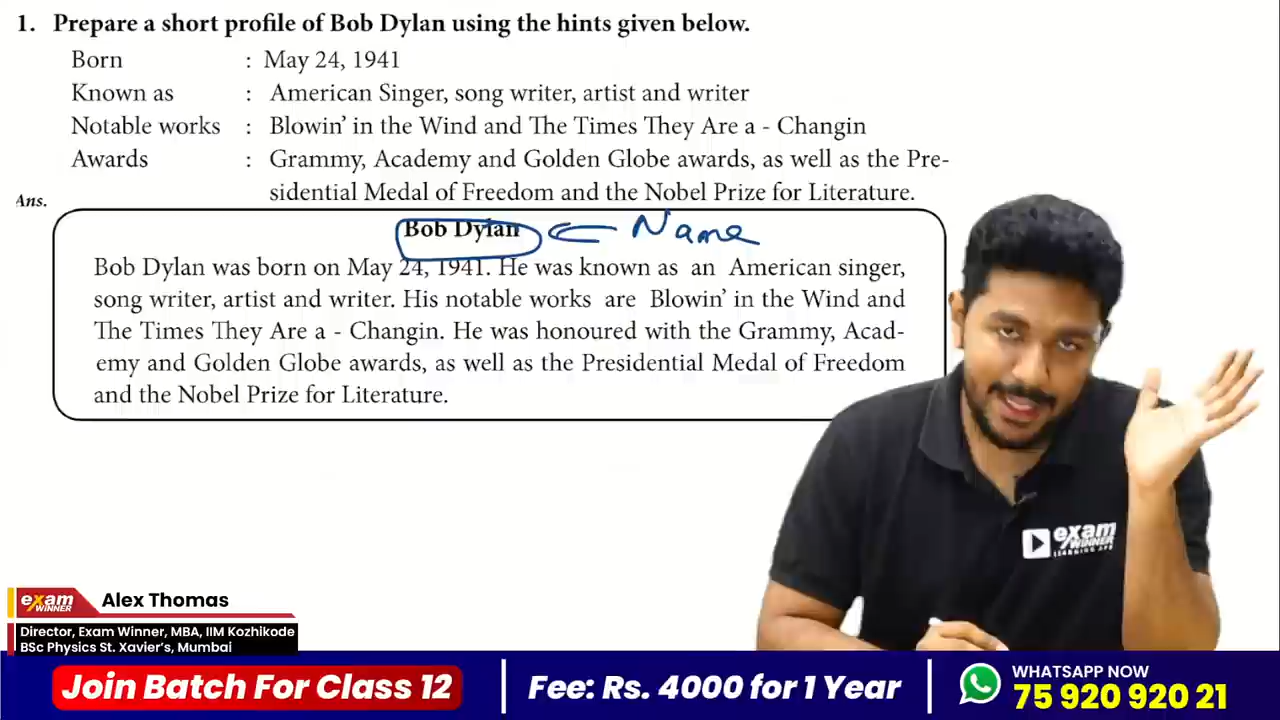 1. Prepare a short profile of Bob Dylan using the hints given below.
Born : May 24, 1941
Known as : American Singer, song writer, artist and writer
Notable works : Blowin’ in the Wind and The Times They Are a - Changin
Awards : Grammy, Academy and Golden Globe awards, as well as the Pre-
sidential Medal of Freedom and the Nobel Prize for Literature.
Ans.
Bob Dylan Name
Bob Dylan was born on May 24, 1941. He was known as an American singer,
song writer, artist and writer. His notable works are Blowin’ in the Wind and
The Times They Are a - Changin. He was honoured with the Grammy, Acad-
emy and Golden Globe awards, as well as the Presidential Medal of Freedom
and the Nobel Prize for Literature.
exam
WINNER
LEARNING APP
exam
WINNER
Alex Thomas
Director, Exam Winner, MBA, IIM Kozhikode
BSc Physics St. Xavier’s, Mumbai
Join Batch For Class 12
Fee: Rs. 4000 for 1 Year
WHATSAPP NOW
75 920 920 21